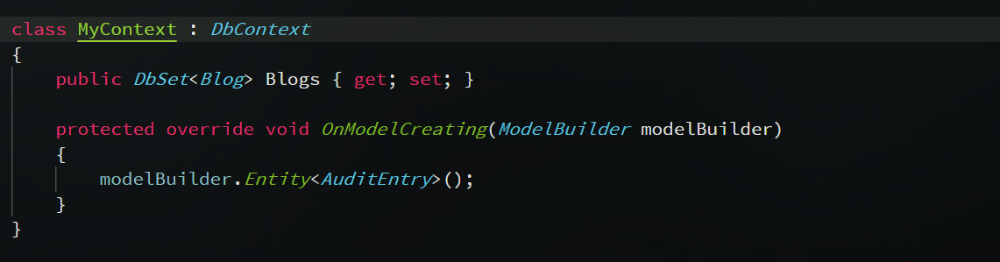 class MyContext : DbContext
{
    public DbSet<Blog> Blogs { get; set; }

    protected override void OnModelCreating(ModelBuilder modelBuilder)
    {
        modelBuilder.Entity<AuditEntry>();
    }
}